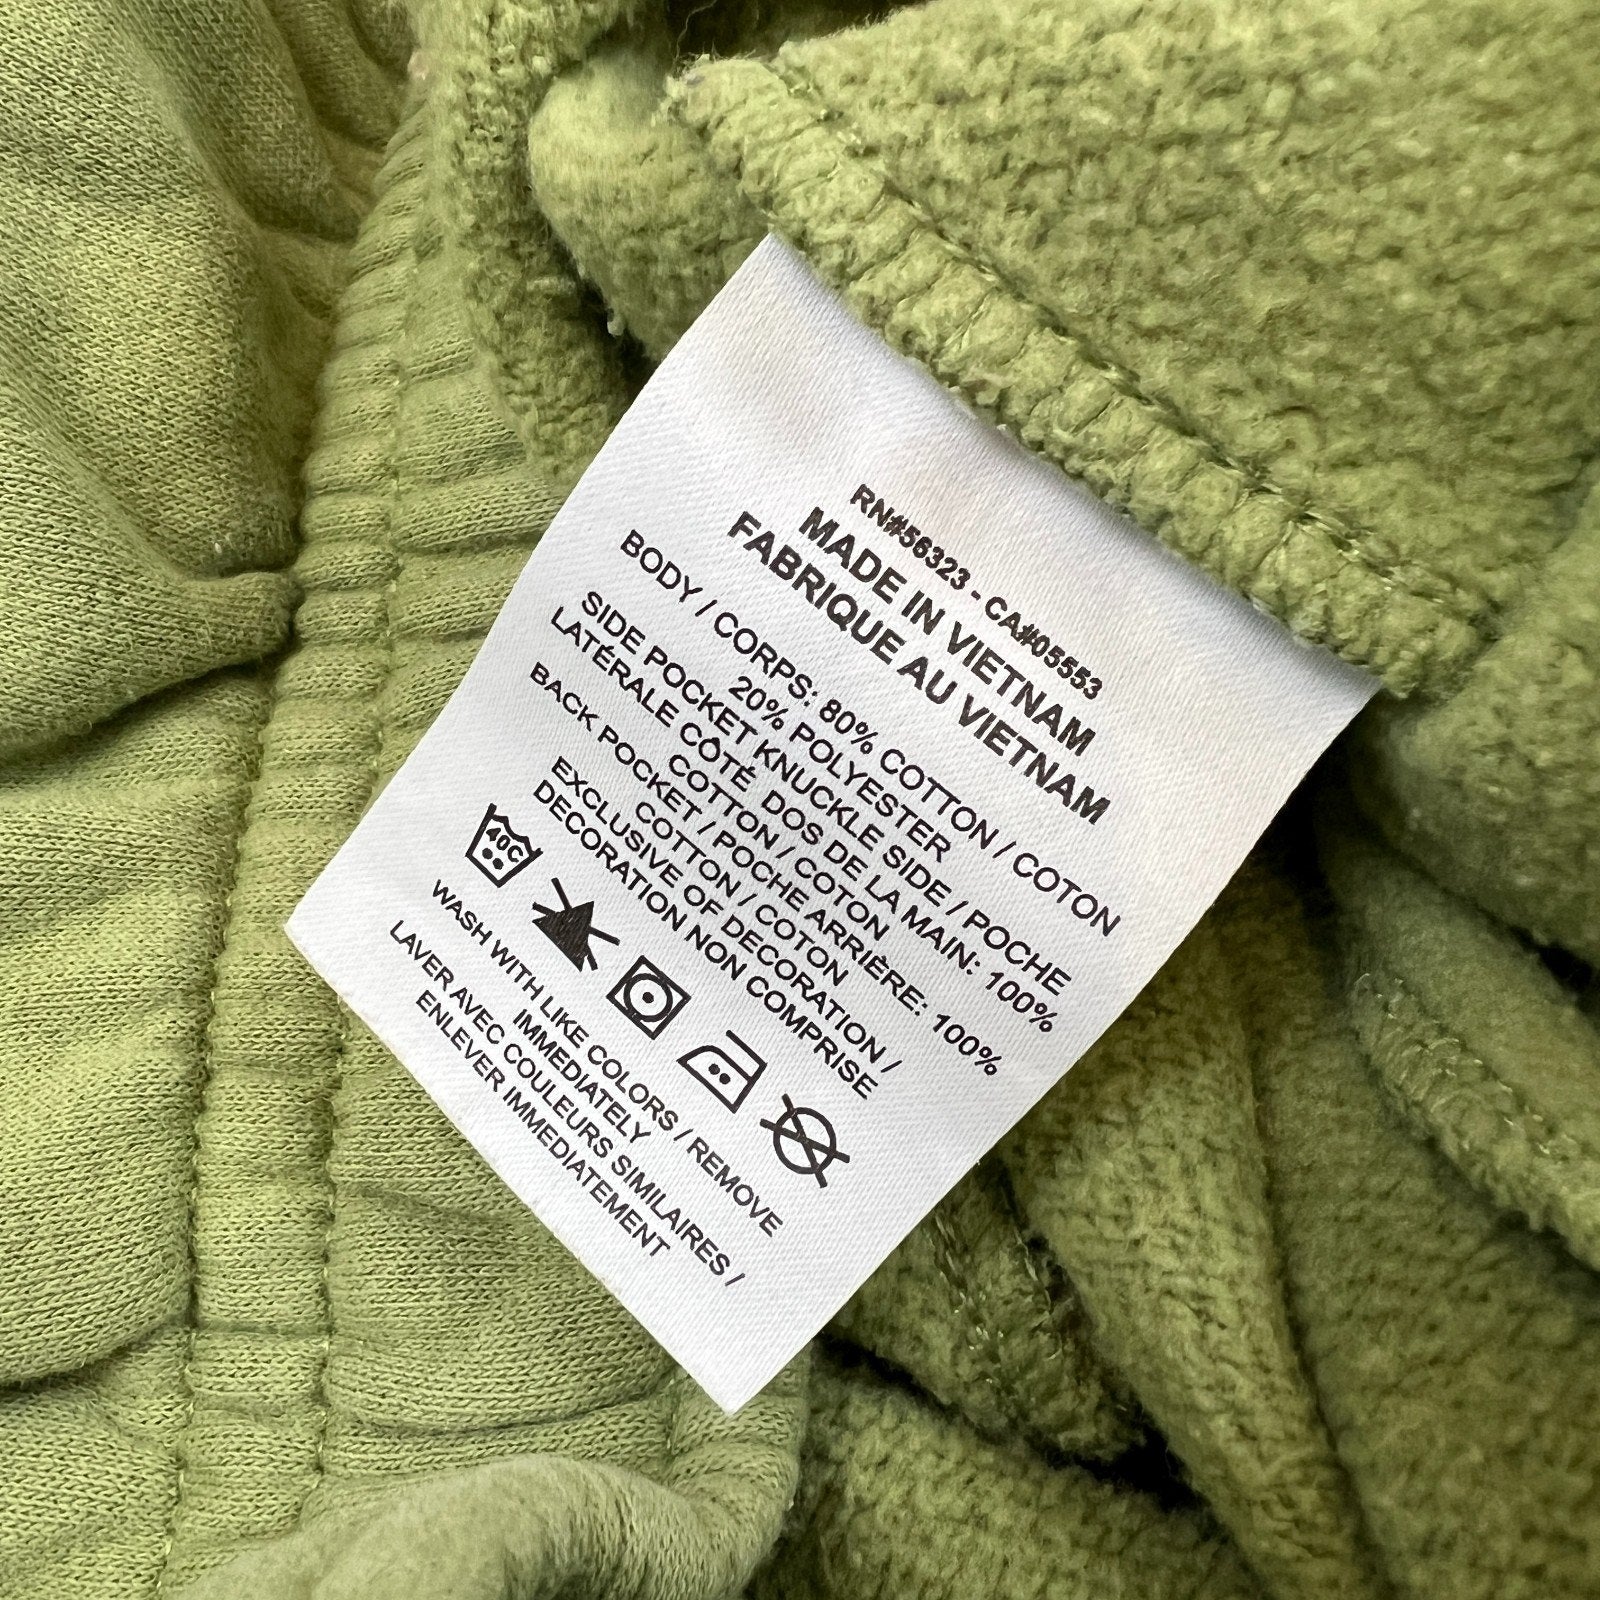 RN#56323 - CA#05553
MADE IN VIETNAM
FABRIQUE AU VIETNAM
BODY / CORPS: 80% COTTON / COTON
20% POLYESTER
SIDE POCKET KNUCKLE SIDE / POCHE
LATÉRALE CÔTÉ DOS DE LA MAIN: 100%
COTTON / COTON
BACK POCKET / POCHE ARRIÈRE: 100%
COTTON / COTON
EXCLUSIVE OF DECORATION /
DECORATION NON COMPRISE
40C
WASH WITH LIKE COLORS / REMOVE
IMMEDIATELY
LAVER AVEC COULEURS SIMILAIRES /
ENLEVER IMMEDIATEMENT